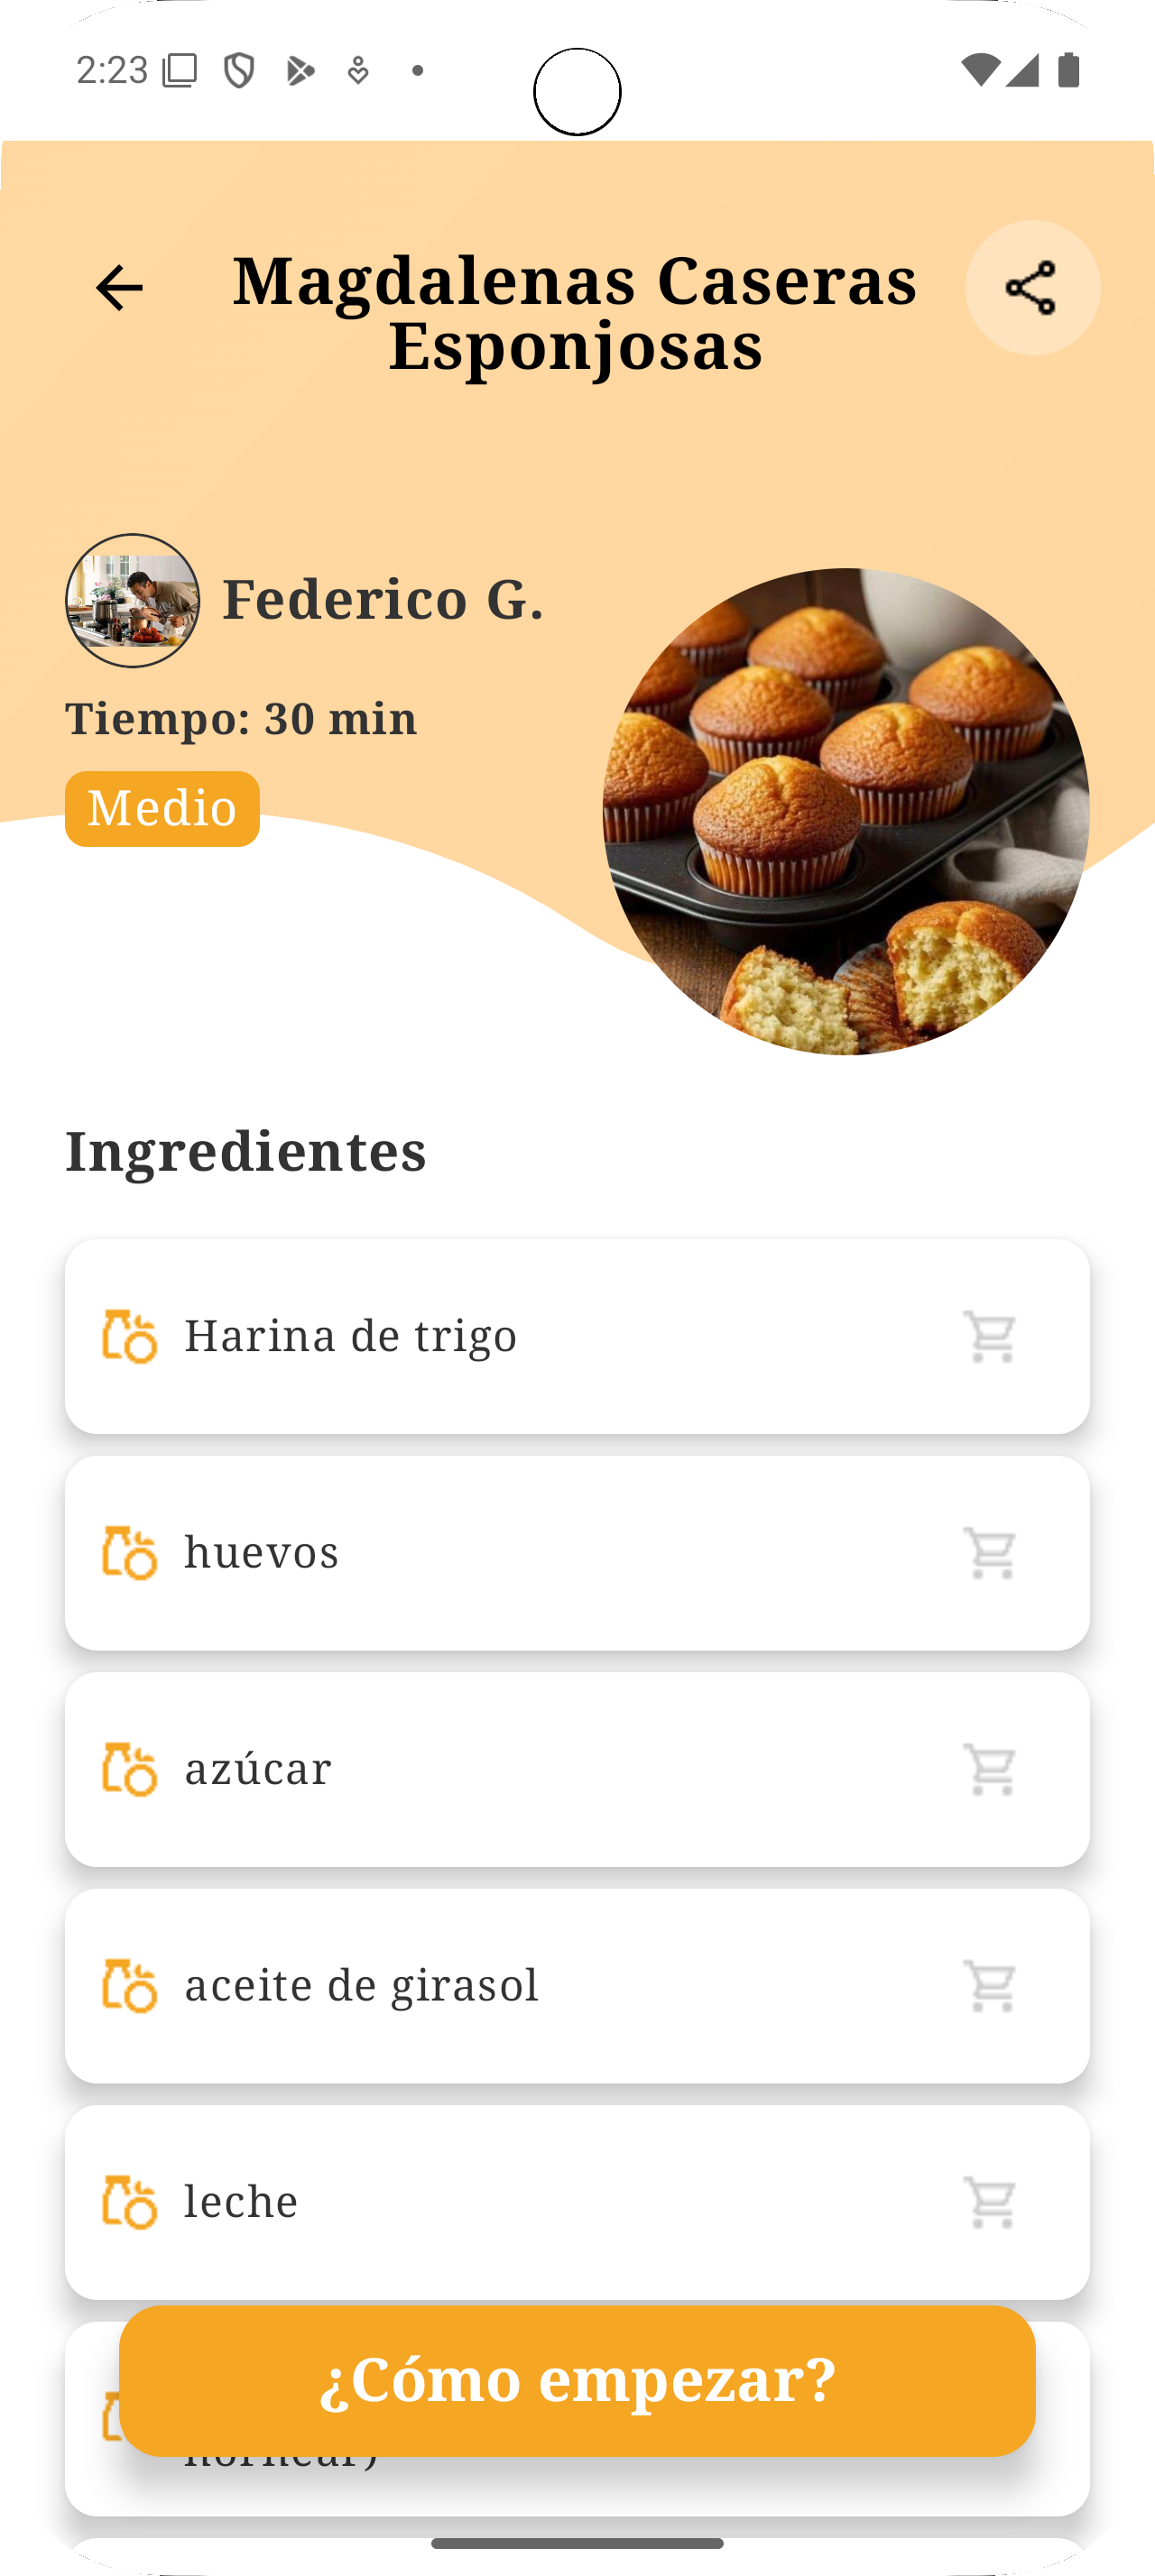 2:23
Magdalenas Caseras
Esponjosas
Federico G.
Tiempo: 30 min
Medio
Ingredientes
Harina de trigo
huevos
azúcar
aceite de girasol
leche
¿Cómo empezar?